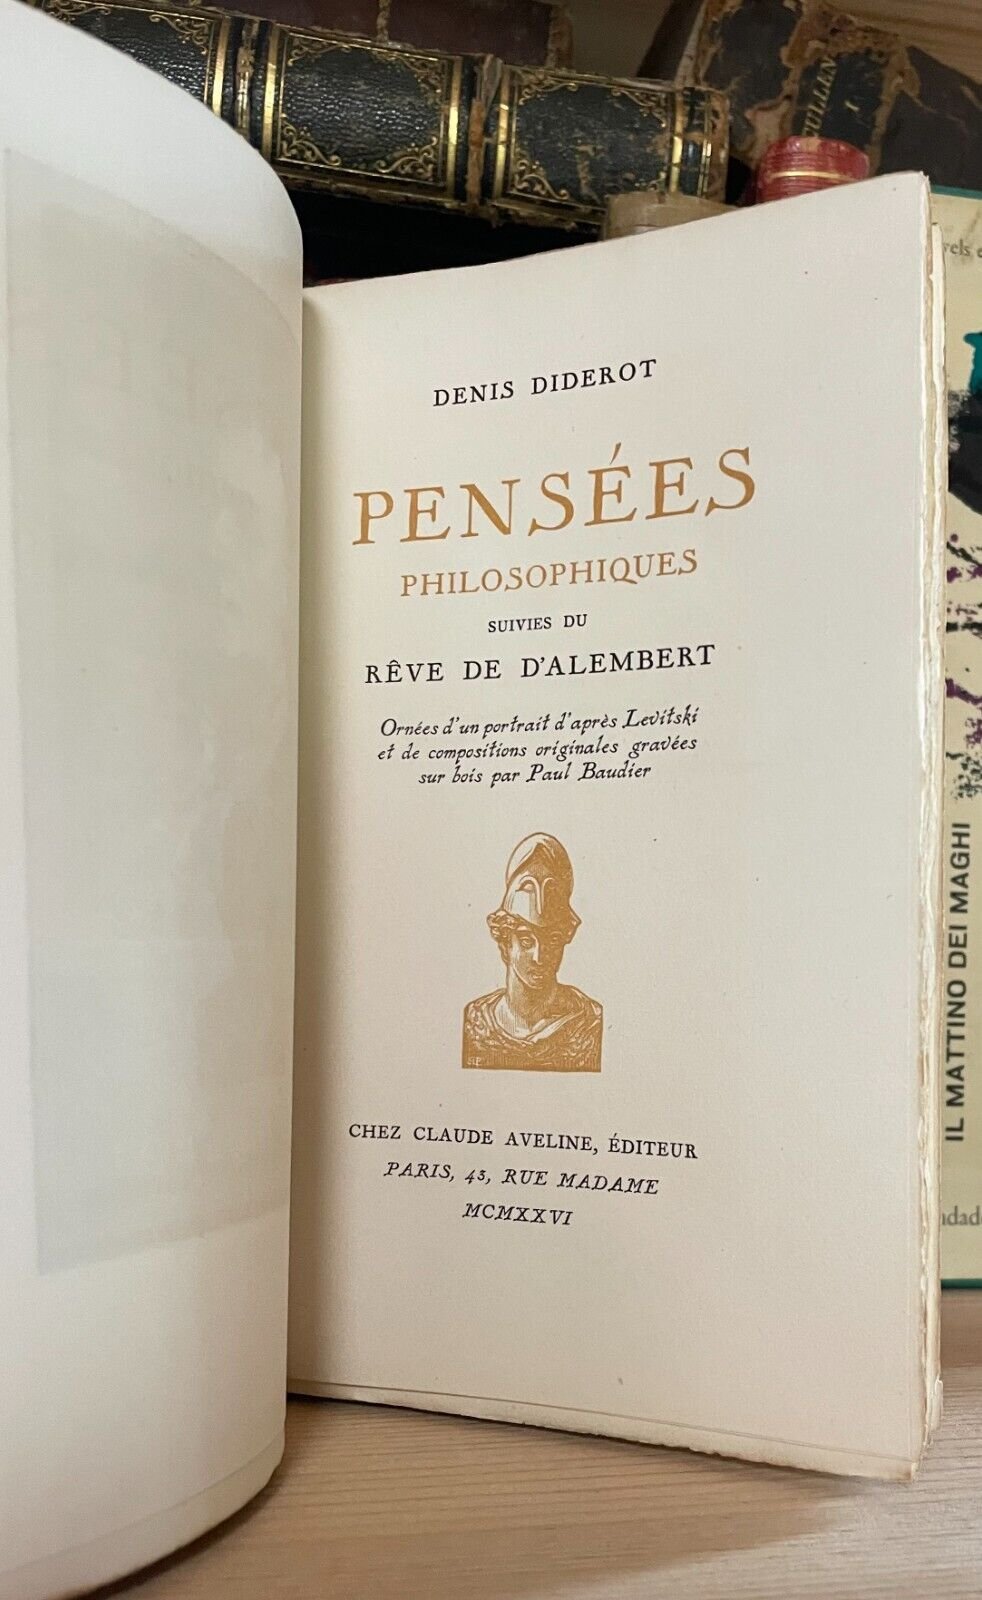 DENIS DIDEROT
PENSÉES
PHILOSOPHIQUES
SUIVIES DU
RÊVE DE D'ALEMBERT
Ornées d'un portrait d'après Levitski
et de compositions originales gravées
sur bois par Paul Baudier
CHEZ CLAUDE AVELINE, ÉDITEUR
PARIS, 43, RUE MADAME
MCMXXVI
IL MATTINO DEI MAGHI